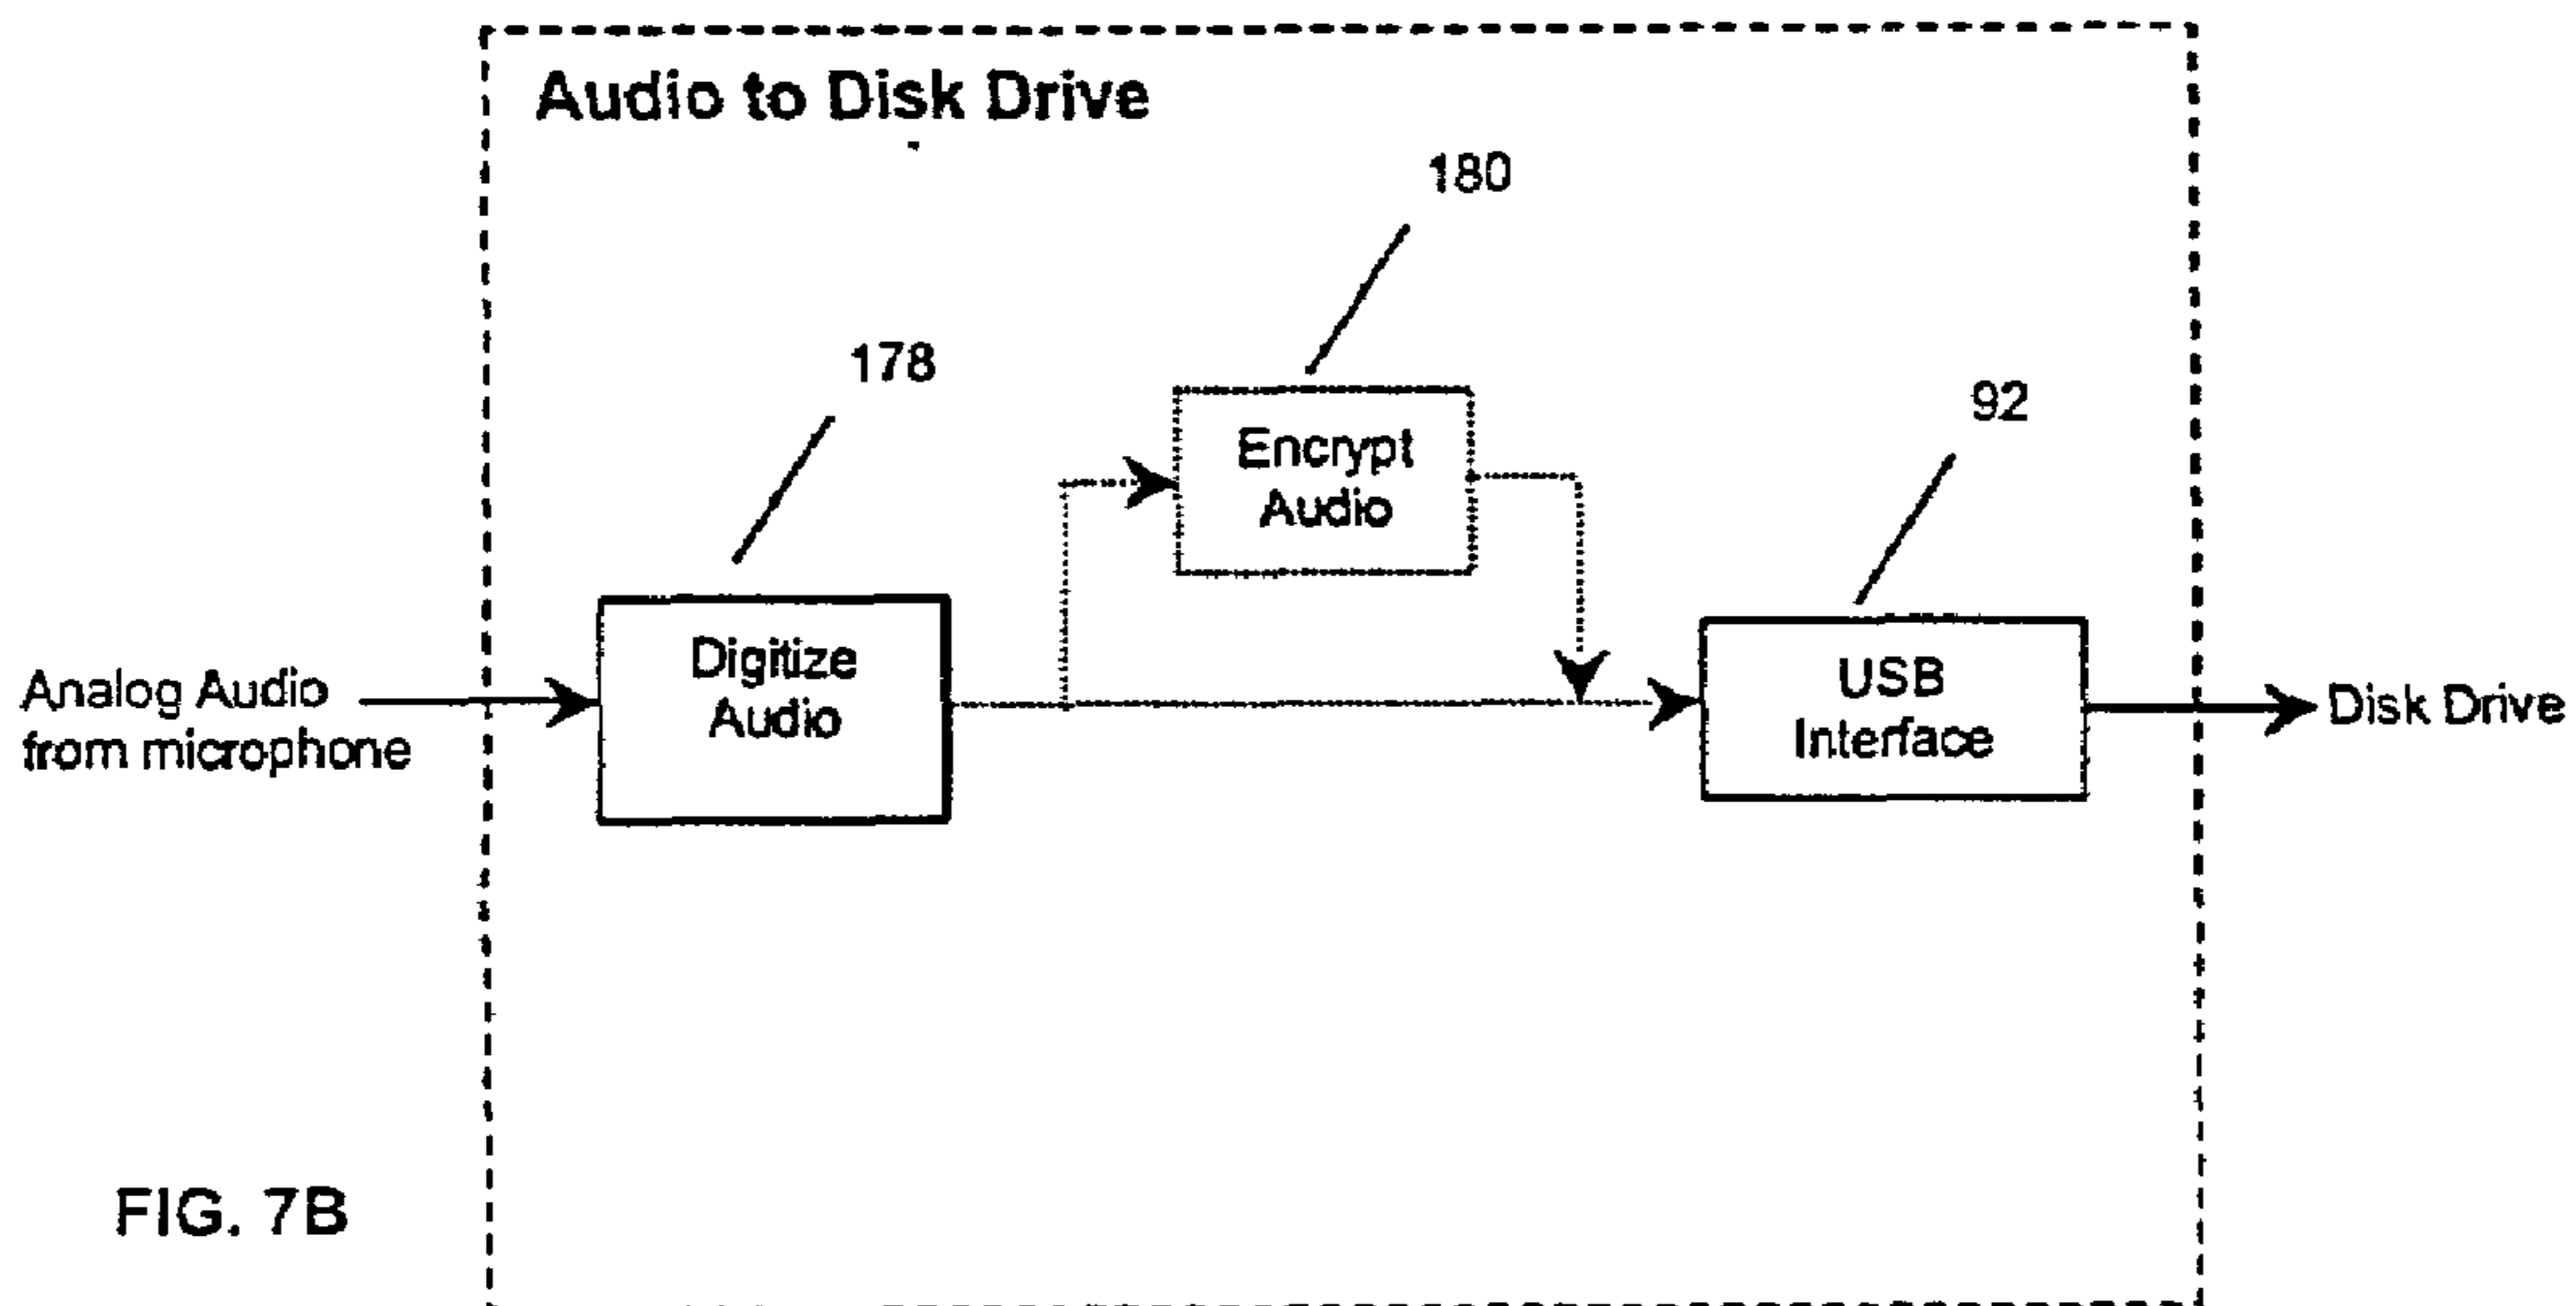 Audio to Disk Drive
180
178
92
Encrypt
Audio
Digitize
Audio
USB
Interface
Analog Audio
from microphone
Disk Drive
FIG. 7B